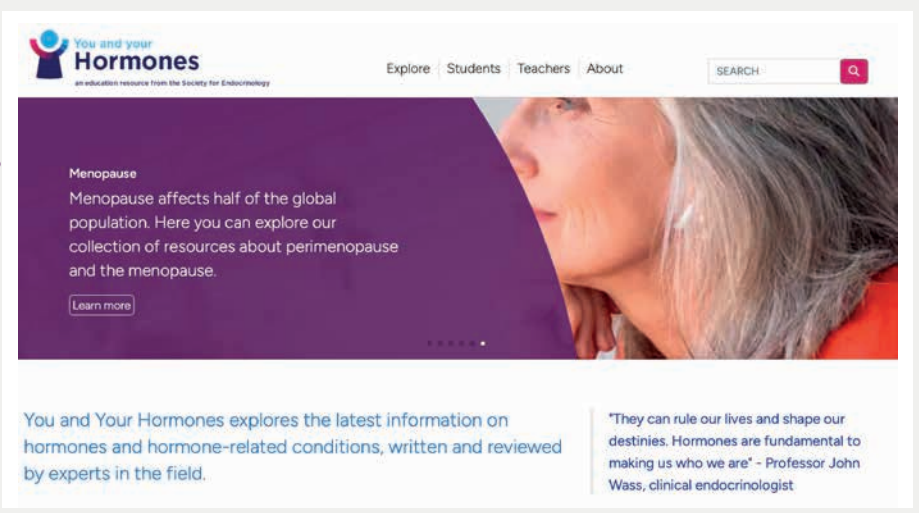 You and your
Hormones
an education resource from the Society for Endocrinology
Explore Students Teachers About
SEARCH
Menopause
Menopause affects half of the global
population. Here you can explore our
collection of resources about perimenopause
and the menopause.
Learn more
You and Your Hormones explores the latest information on
hormones and hormone-related conditions, written and reviewed
by experts in the field.
"They can rule our lives and shape our
destinies. Hormones are fundamental to
making us who we are" - Professor John
Wass, clinical endocrinologist